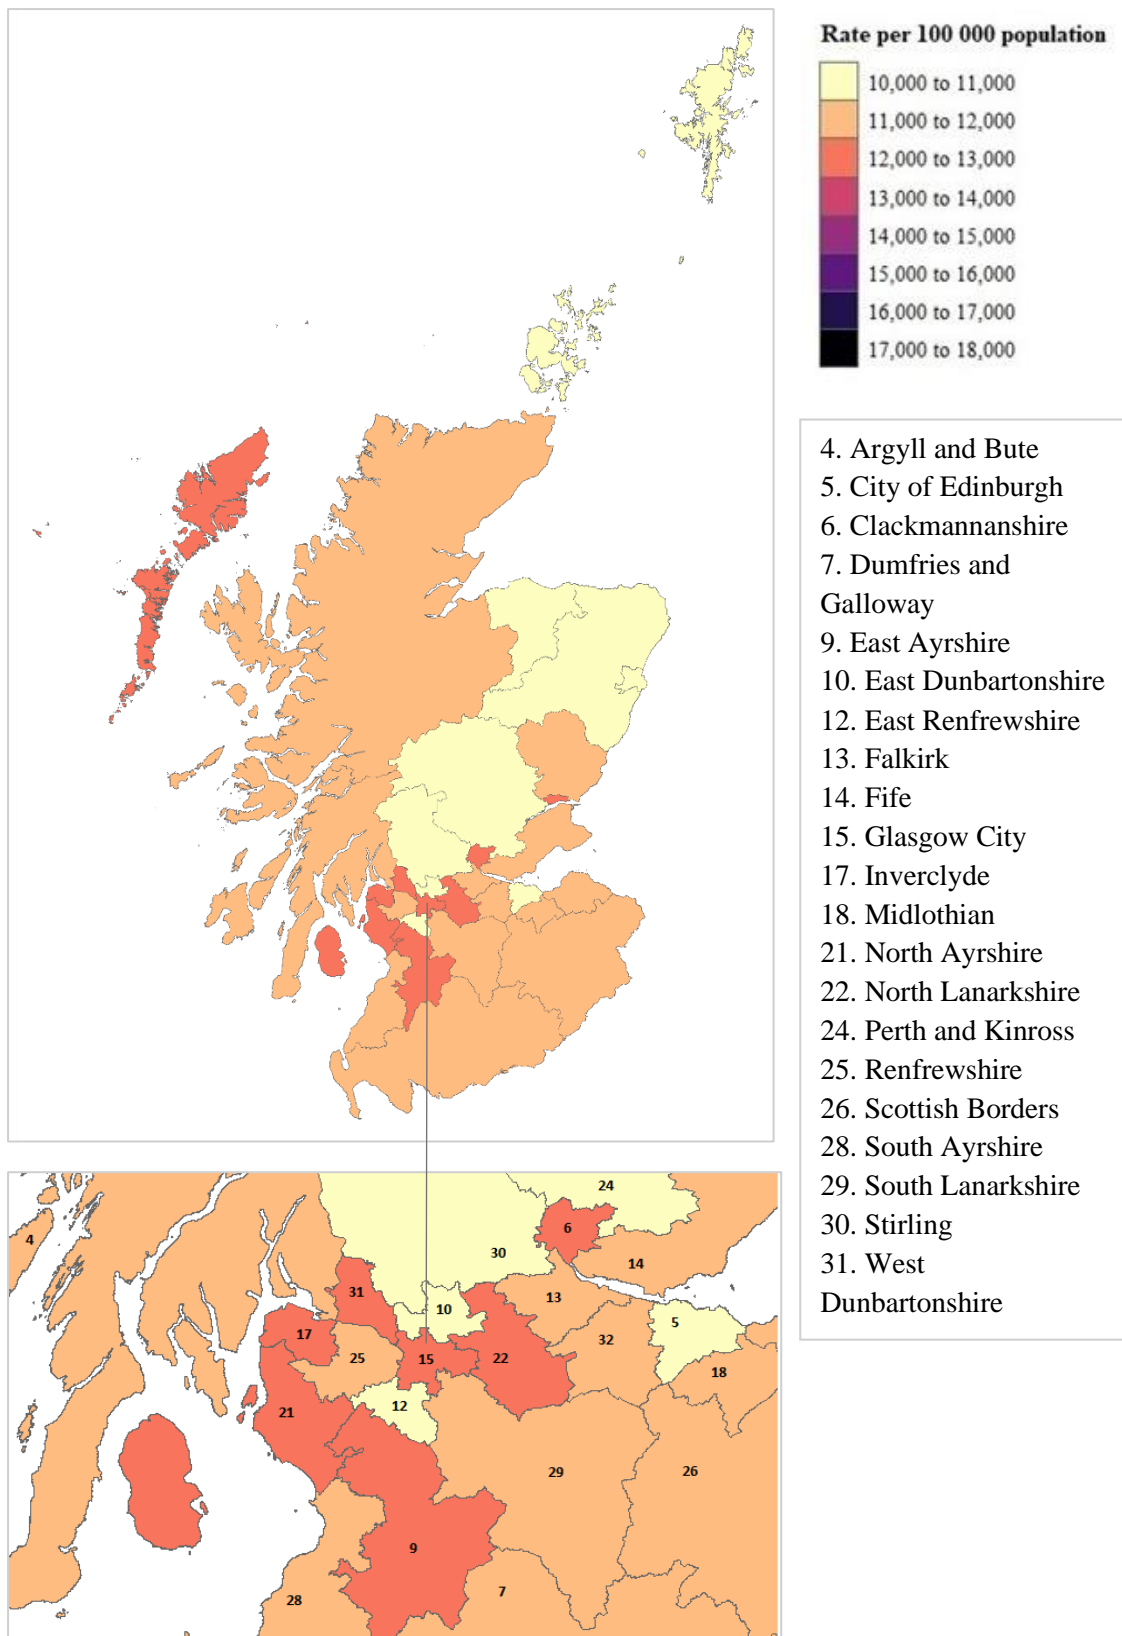 Rate per 100 000 population
10,000 to 11,000
11,000 to 12,000
12,000 to 13,000
13,000 to 14,000
14,000 to 15,000
15,000 to 16,000
16,000 to 17,000
17,000 to 18,000
4. Argyll and Bute
5. City of Edinburgh
6. Clackmannanshire
7. Dumfries and
Galloway
9. East Ayrshire
10. East Dunbartonshire
12. East Renfrewshire
13. Falkirk
14. Fife
15. Glasgow City
17. Inverclyde
18. Midlothian
21. North Ayrshire
22. North Lanarkshire
24. Perth and Kinross
25. Renfrewshire
26. Scottish Borders
28. South Ayrshire
29. South Lanarkshire
30. Stirling
31. West
Dunbartonshire
24
6
4
30
14
31
13
10
5
17
32
25
15
22
18
12
21
29
26
9
7
28